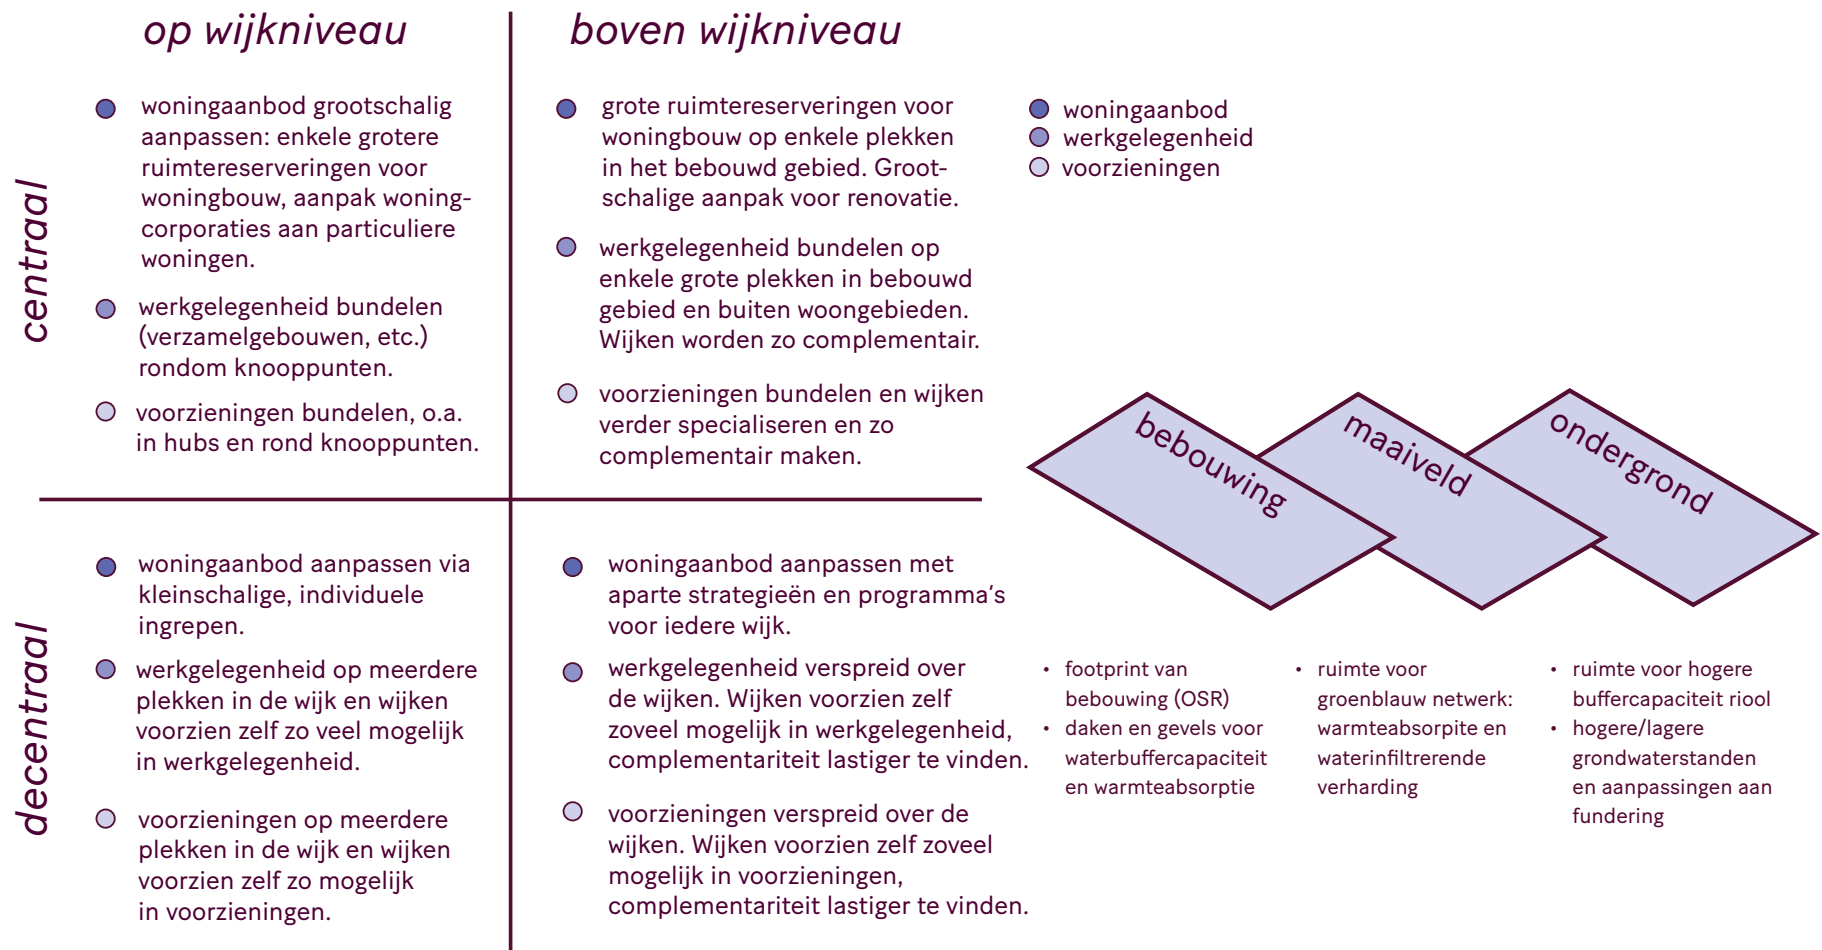 op wijkniveau
boven wijkniveau
centraal
woningaanbod grootschalig
aanpassen: enkele grotere
ruimtereserveringen voor
woningbouw, aanpak woning-
corporaties aan particuliere
woningen.
werkgelegenheid bundelen
(verzamelgebouwen, etc.)
rondom knooppunten.
voorzieningen bundelen, o.a.
in hubs en rond knooppunten.
grote ruimtereserveringen voor
woningbouw op enkele plekken
in het bebouwd gebied. Groot-
schalige aanpak voor renovatie.
werkgelegenheid bundelen op
enkele grote plekken in bebouwd
gebied en buiten woongebieden.
Wijken worden zo complementair.
voorzieningen bundelen en wijken
verder specialiseren en zo
complementair maken.
decentraal
woningaanbod aanpassen via
kleinschalige, individuele
ingrepen.
werkgelegenheid op meerdere
plekken in de wijk en wijken
voorzien zelf zo veel mogelijk
in werkgelegenheid.
voorzieningen op meerdere
plekken in de wijk en wijken
voorzien zelf zo mogelijk
in voorzieningen.
woningaanbod aanpassen met
aparte strategieën en programma's
voor iedere wijk.
werkgelegenheid verspreid over
de wijken. Wijken voorzien zelf
zoveel mogelijk in werkgelegenheid,
complementariteit lastiger te vinden.
voorzieningen verspreid over de
wijken. Wijken voorzien zelf zoveel
mogelijk in voorzieningen,
complementariteit lastiger te vinden.
woningaanbod
werkgelegenheid
voorzieningen
bebouwing
maaiveld
ondergrond
• footprint van
bebouwing (OSR)
• daken en gevels voor
waterbuffercapaciteit
en warmteabsorptie
• ruimte voor
groenblauw netwerk:
warmteabsorpite en
waterinfiltrerende
verharding
• ruimte voor hogere
buffercapaciteit riool
• hogere/lagere
grondwaterstanden
en aanpassingen aan
fundering